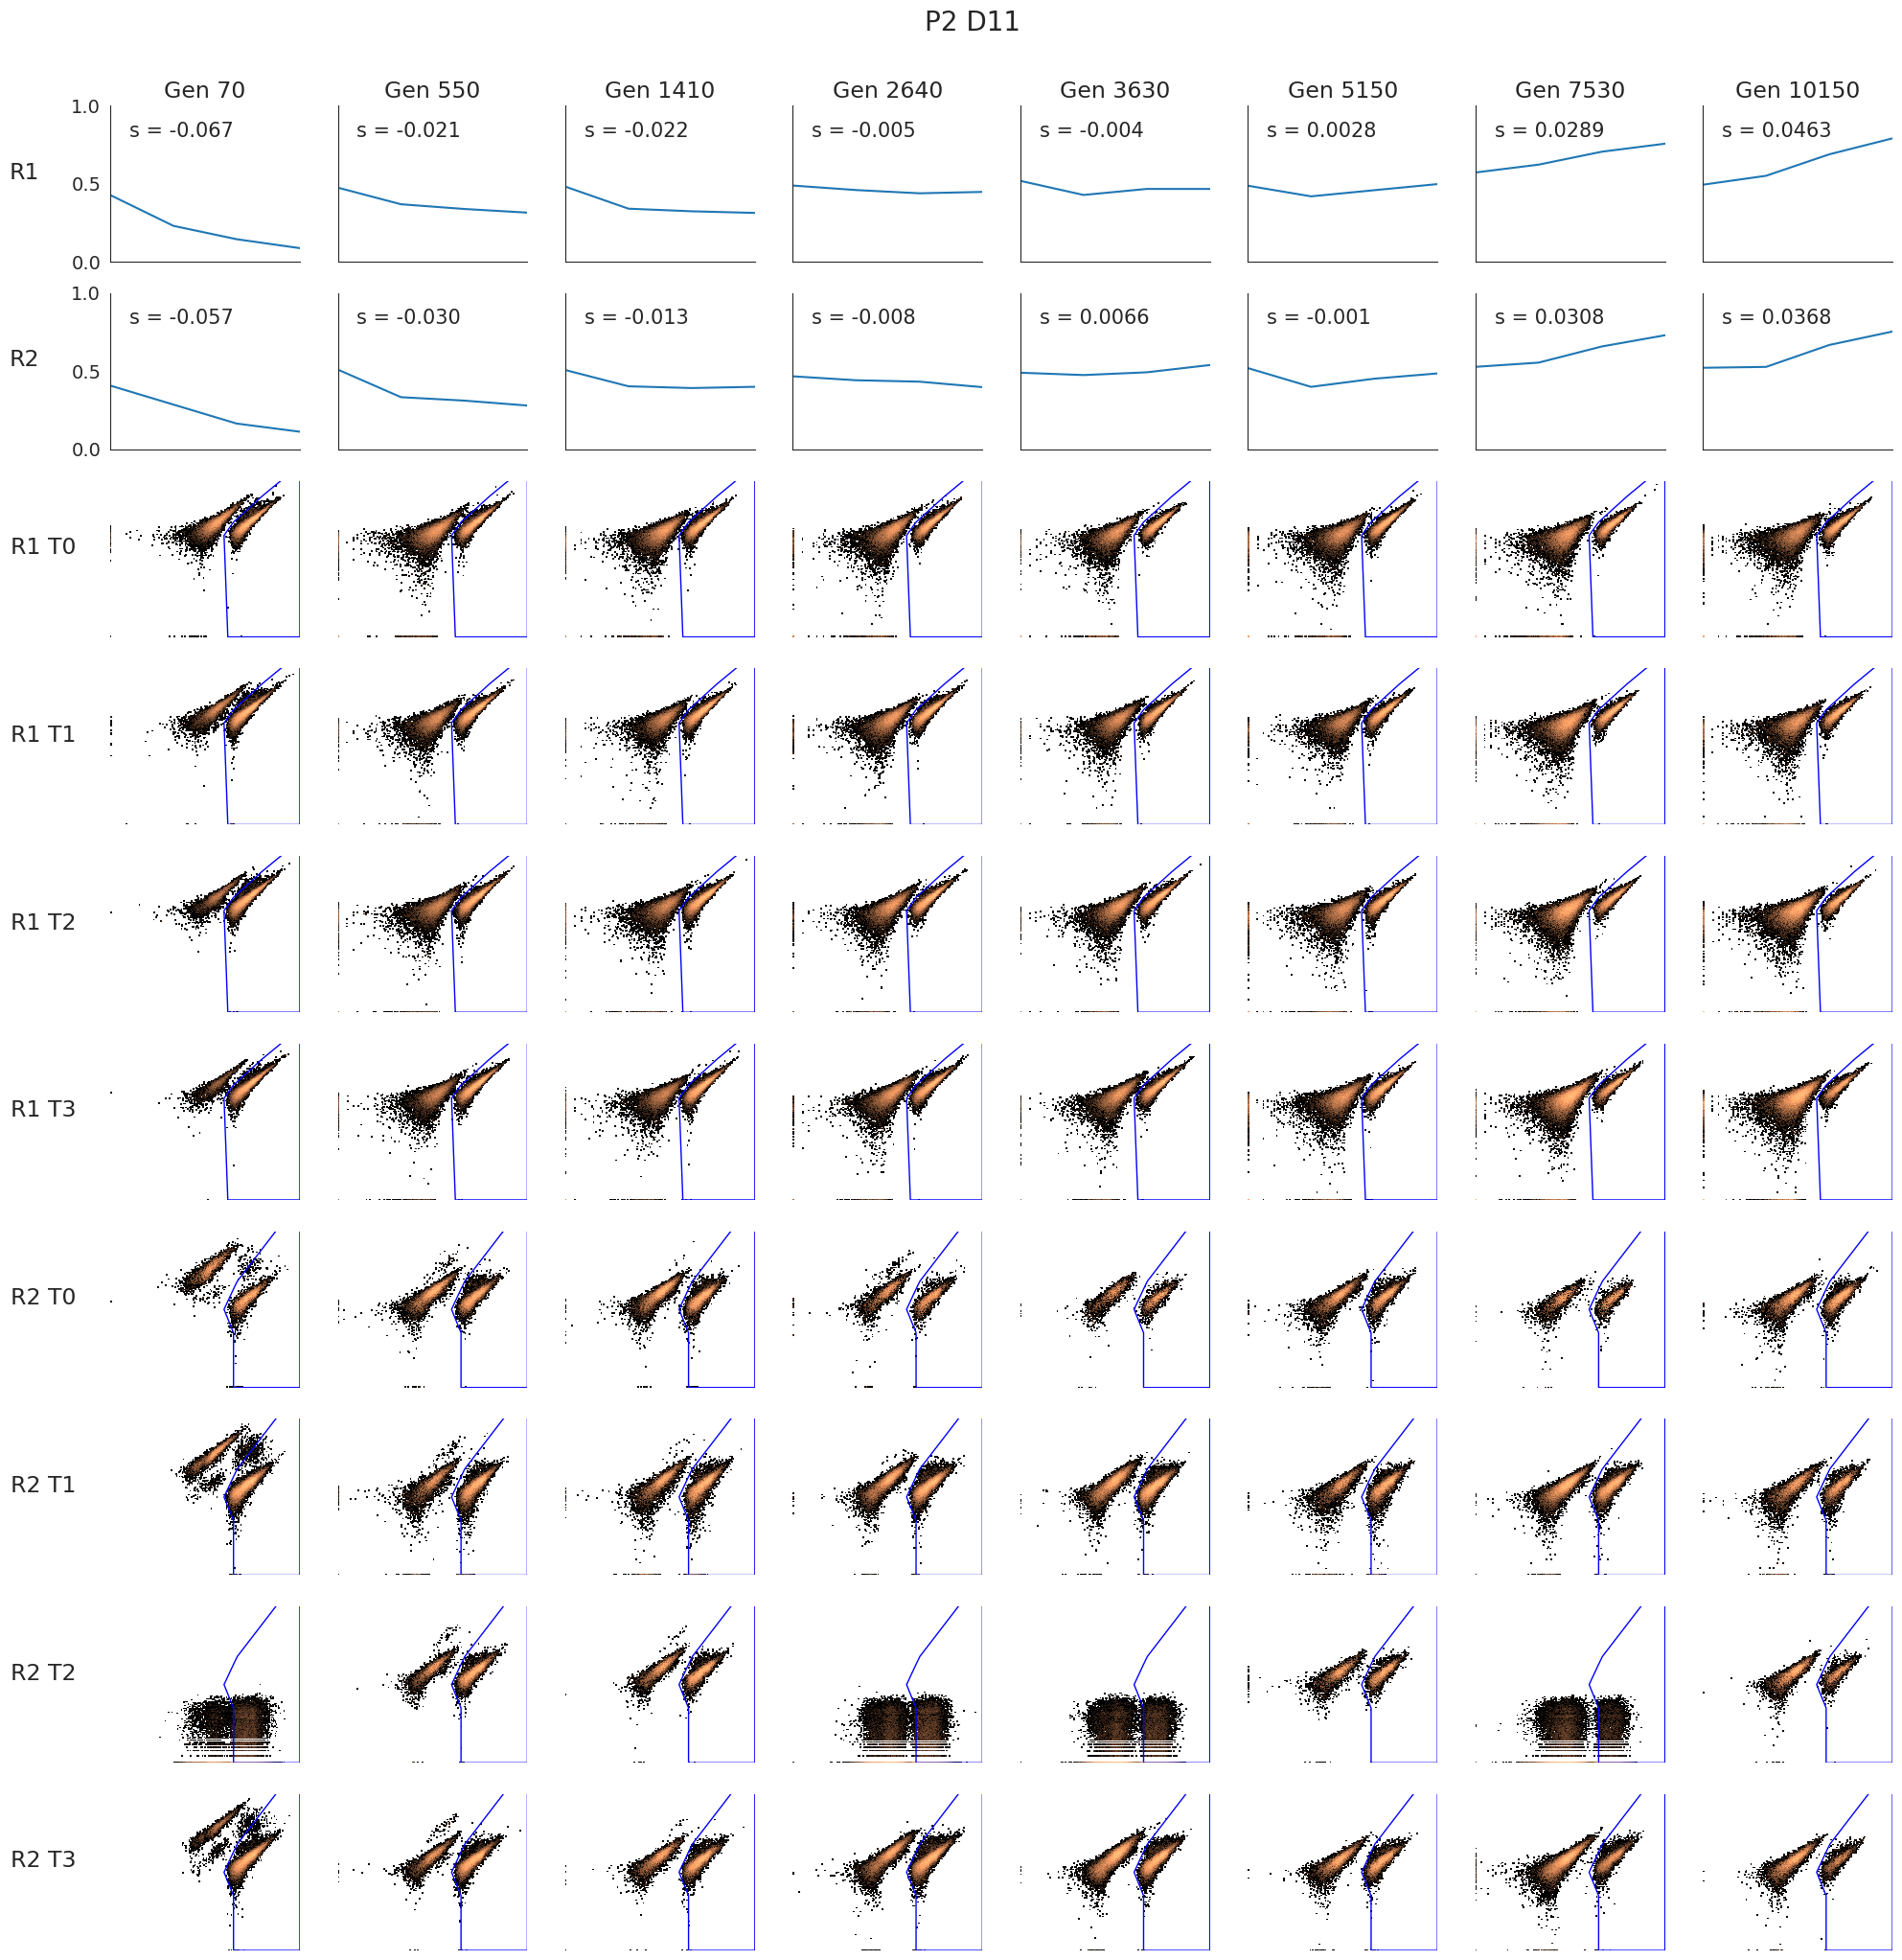 P2 D11
Gen 70 Gen 550 Gen 1410 Gen 2640 Gen 3630 Gen 5150 Gen 7530 Gen 10150
1.0
s = -0.067 s = -0.021 s = -0.022 s = -0.005 s = -0.004 s = 0.0028 s = 0.0289 s = 0.0463
R1
0.5
0.0
1.0
s = -0.057 s = -0.030 s = -0.013 s = -0.008 s = 0.0066 s = -0.001 s = 0.0308 s = 0.0368
R2
0.5
0.0
R1 T0
R1 T1
R1 T2
R1 T3
R2 T0
R2 T1
R2 T2
R2 T3